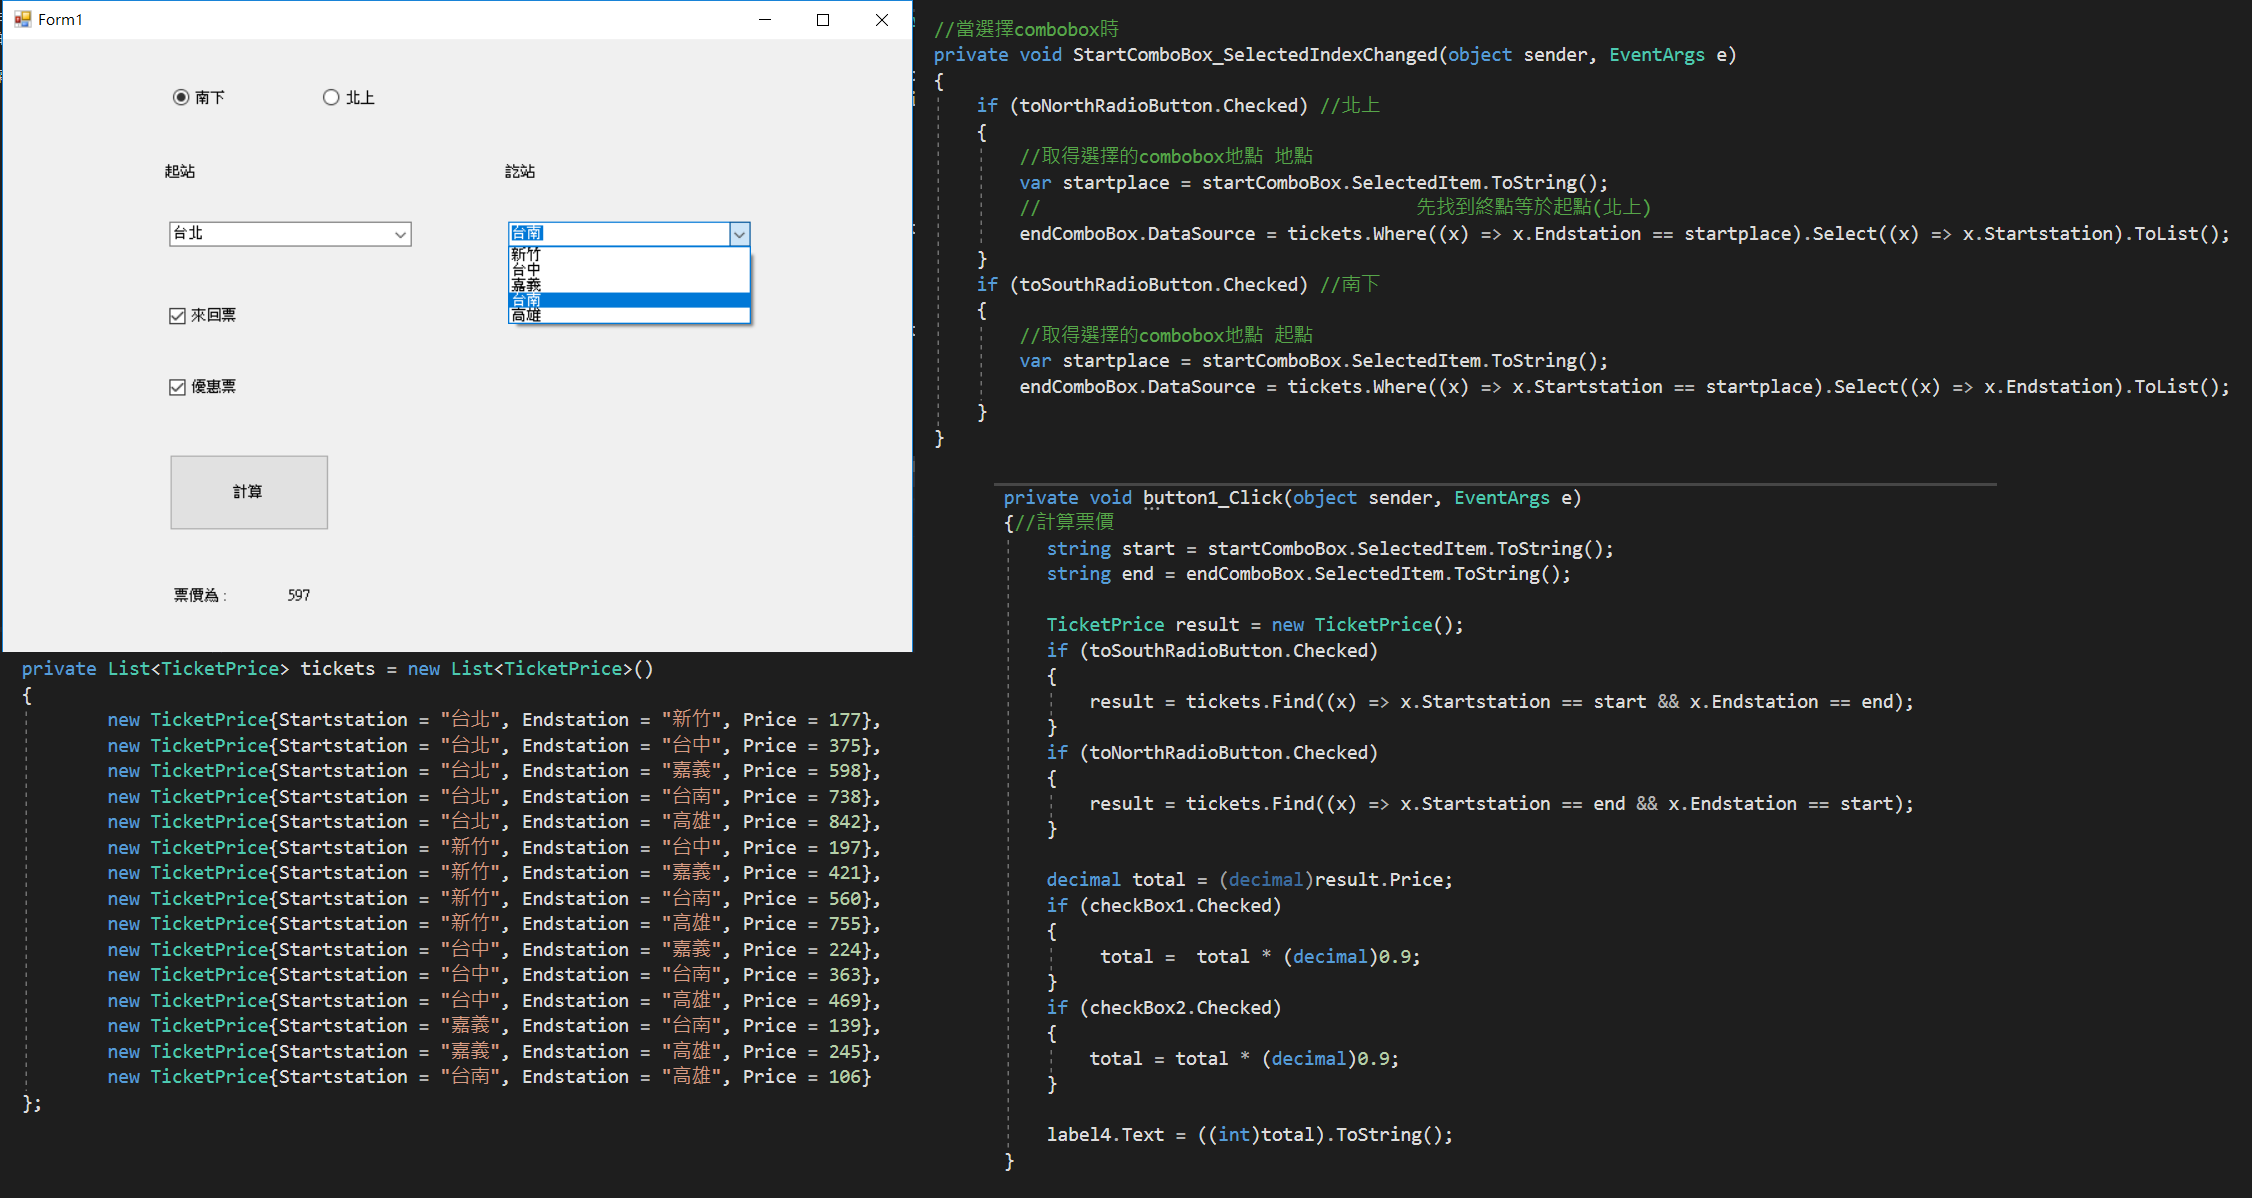 Form1
南下 北上
起站 訖站
台北 台南
新竹
台中
嘉義
台南
高雄
來回票
優惠票
計算
票價為 : 597
private List<TicketPrice> tickets = new List<TicketPrice>()
{
new TicketPrice{Startstation = "台北", Endstation = "新竹", Price = 177},
new TicketPrice{Startstation = "台北", Endstation = "台中", Price = 375},
new TicketPrice{Startstation = "台北", Endstation = "嘉義", Price = 598},
new TicketPrice{Startstation = "台北", Endstation = "台南", Price = 738},
new TicketPrice{Startstation = "台北", Endstation = "高雄", Price = 842},
new TicketPrice{Startstation = "新竹", Endstation = "台中", Price = 197},
new TicketPrice{Startstation = "新竹", Endstation = "嘉義", Price = 421},
new TicketPrice{Startstation = "新竹", Endstation = "台南", Price = 560},
new TicketPrice{Startstation = "新竹", Endstation = "高雄", Price = 755},
new TicketPrice{Startstation = "台中", Endstation = "嘉義", Price = 224},
new TicketPrice{Startstation = "台中", Endstation = "台南", Price = 363},
new TicketPrice{Startstation = "台中", Endstation = "高雄", Price = 469},
new TicketPrice{Startstation = "嘉義", Endstation = "台南", Price = 139},
new TicketPrice{Startstation = "嘉義", Endstation = "高雄", Price = 245},
new TicketPrice{Startstation = "台南", Endstation = "高雄", Price = 106}
};
//當選擇combobox時
private void StartComboBox_SelectedIndexChanged(object sender, EventArgs e)
{
if (toNorthRadioButton.Checked) //北上
{
//取得選擇的combobox地點 地點
var startplace = startComboBox.SelectedItem.ToString();
// 先找到終點等於起點(北上)
endComboBox.DataSource = tickets.Where((x) => x.Endstation == startplace).Select((x) => x.Startstation).ToList();
}
if (toSouthRadioButton.Checked) //南下
{
//取得選擇的combobox地點 起點
var startplace = startComboBox.SelectedItem.ToString();
endComboBox.DataSource = tickets.Where((x) => x.Startstation == startplace).Select((x) => x.Endstation).ToList();
}
}
private void button1_Click(object sender, EventArgs e)
{//計算票價
string start = startComboBox.SelectedItem.ToString();
string end = endComboBox.SelectedItem.ToString();
TicketPrice result = new TicketPrice();
if (toSouthRadioButton.Checked)
{
result = tickets.Find((x) => x.Startstation == start && x.Endstation == end);
}
if (toNorthRadioButton.Checked)
{
result = tickets.Find((x) => x.Startstation == end && x.Endstation == start);
}
decimal total = (decimal)result.Price;
if (checkBox1.Checked)
{
total =  total * (decimal)0.9;
}
if (checkBox2.Checked)
{
total = total * (decimal)0.9;
}
label4.Text = ((int)total).ToString();
}